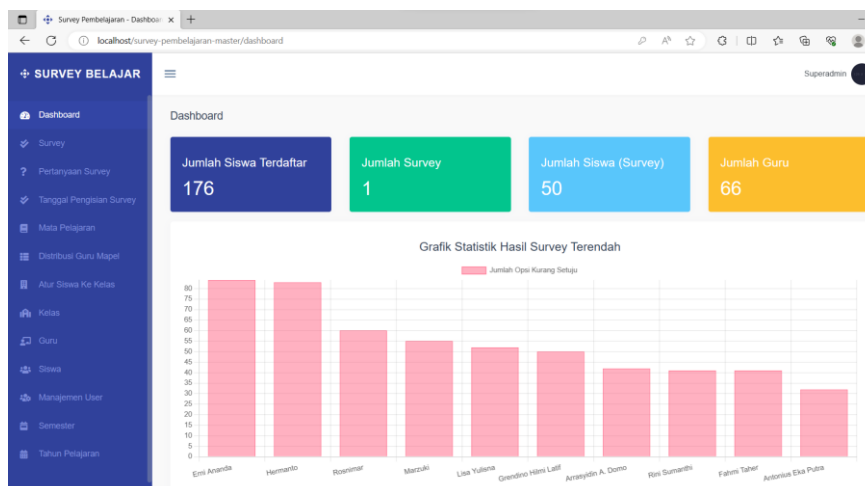 Survey Pembelajaran - Dashboar
localhost/survey-pembelajaran-master/dashboard
SURVEY BELAJAR
Superadmin
Dashboard
Survey
Pertanyaan Survey
Tanggal Pengisian Survey
Mata Pelajaran
Distribusi Guru Mapel
Atur Siswa Ke Kelas
Kelas
Guru
Siswa
Manajemen User
Semester
Tahun Pelajaran
Dashboard
Jumlah Siswa Terdaftar
176
Jumlah Survey
1
Jumlah Siswa (Survey)
50
Jumlah Guru
66
Grafik Statistik Hasil Survey Terendah
Jumlah Opsi Kurang Setuju
80
75
70
65
60
55
50
45
40
35
30
25
20
15
10
5
0
Emi Ananda
Hermanto
Rosnimar
Marzuki
Lisa Yulisna
Grendino Hilmi Latif
Arrasyidin A. Domo
Rini Sumanthi
Fahmi Taher
Antonius Eka Putra